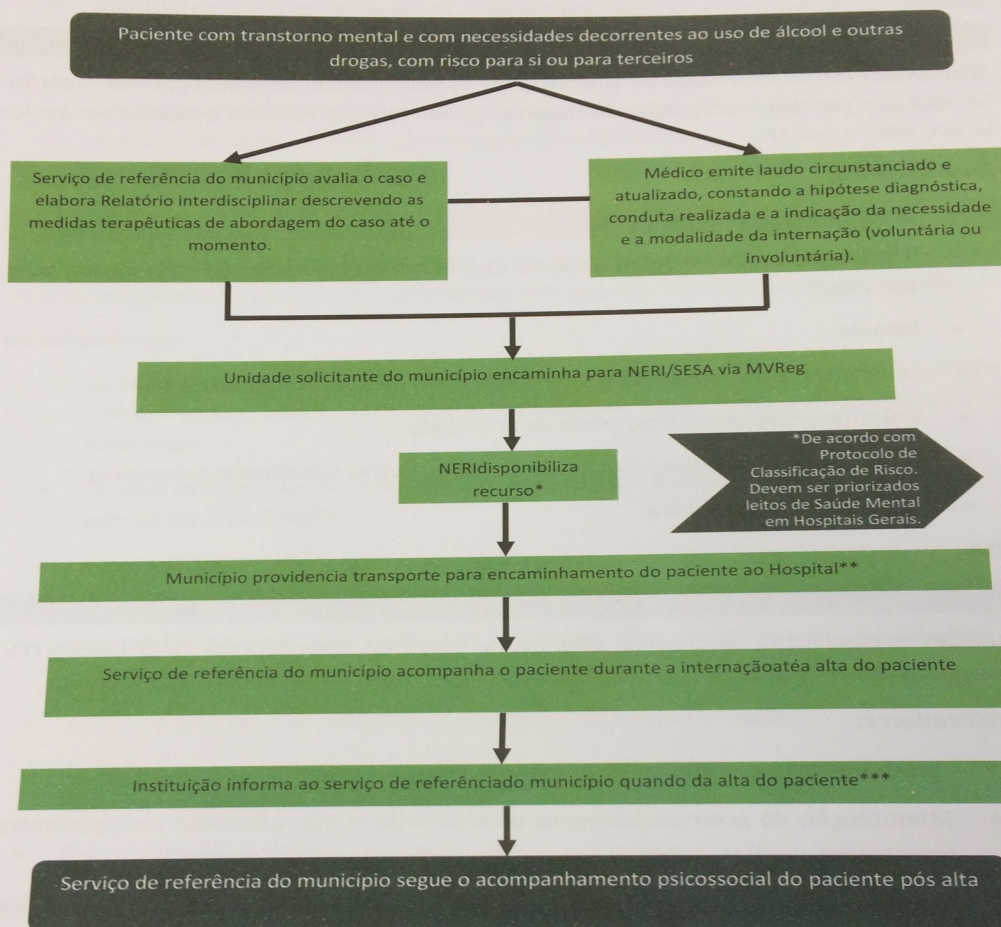 Paciente com transtorno mental e com necessidades decorrentes ao uso de álcool e outras
drogas, com risco para si ou para terceiros
Serviço de referência do município avalia o caso e
elabora Relatório interdisciplinar descrevendo as
medidas terapêuticas de abordagem do caso até o
momento.
Médico emite laudo circunstanciado e
atualizado, constando a hipótese diagnóstica,
conduta realizada e a indicação da necessidade
e a modalidade da internação (voluntária ou
involuntária).
Unidade solicitante do município encaminha para NERI/SESA via MVReg
NERIdisponibiliza
recurso*
*De acordo com
Protocolo de
Classificação de Risco.
Devem ser priorizados
leitos de Saúde Mental
em Hospitais Gerais.
Município providencia transporte para encaminhamento do paciente ao Hospital**
Serviço de referência do município acompanha o paciente durante a internaçãoatéa alta do paciente
Instituição informa ao serviço de referênciado município quando da alta do paciente***
Serviço de referência do município segue o acompanhamento psicossocial do paciente pós alta